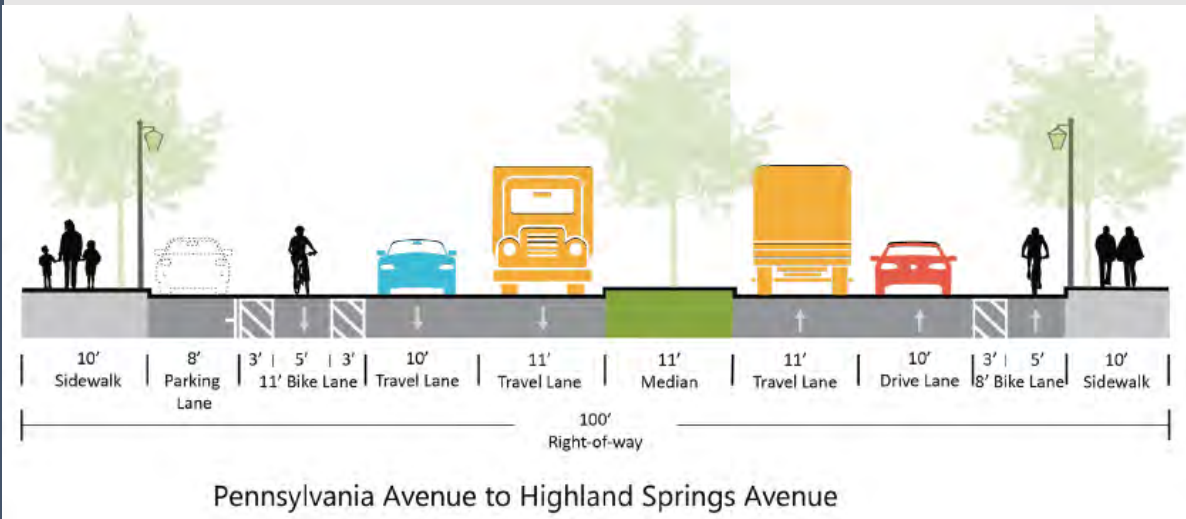 10’ 8’ 3’ 5’ 3’ 10’ 11’ 11’ 11’ 10’ 3’ 5’ 10’
Sidewalk Parking 11’ Bike Lane Travel Lane Travel Lane Median Travel Lane Drive Lane 8’ Bike Lane Sidewalk
Lane
100’
Right-of-way
Pennsylvania Avenue to Highland Springs Avenue